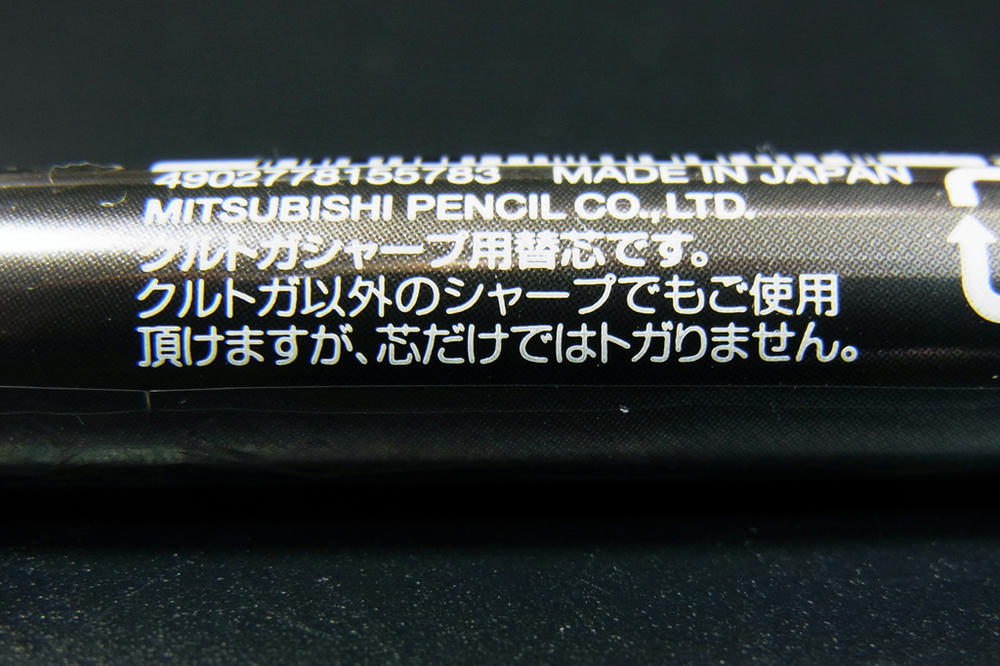 4902778155783 MADE IN JAPAN
MITSUBISHI PENCIL CO.,LTD.
クルトガシャープ用替芯です。
クルトガ以外のシャープでもご使用
頂けますが、芯だけではトガりません。